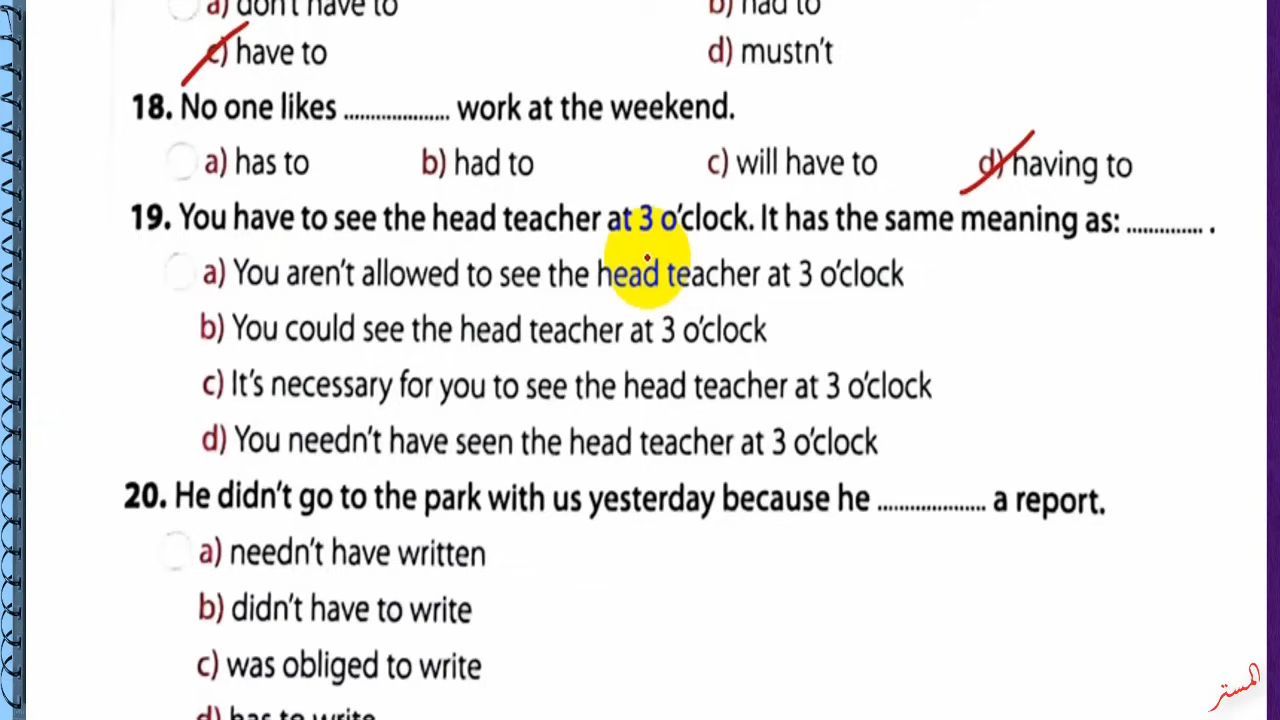 a) don't have to b) had to
c) have to d) mustn't
18. No one likes .................... work at the weekend.
a) has to b) had to c) will have to d) having to
19. You have to see the head teacher at 3 o'clock. It has the same meaning as: .............. .
a) You aren't allowed to see the head teacher at 3 o'clock
b) You could see the head teacher at 3 o'clock
c) It's necessary for you to see the head teacher at 3 o'clock
d) You needn't have seen the head teacher at 3 o'clock
20. He didn't go to the park with us yesterday because he .................... a report.
a) needn't have written
b) didn't have to write
c) was obliged to write
d) has to write
المستر